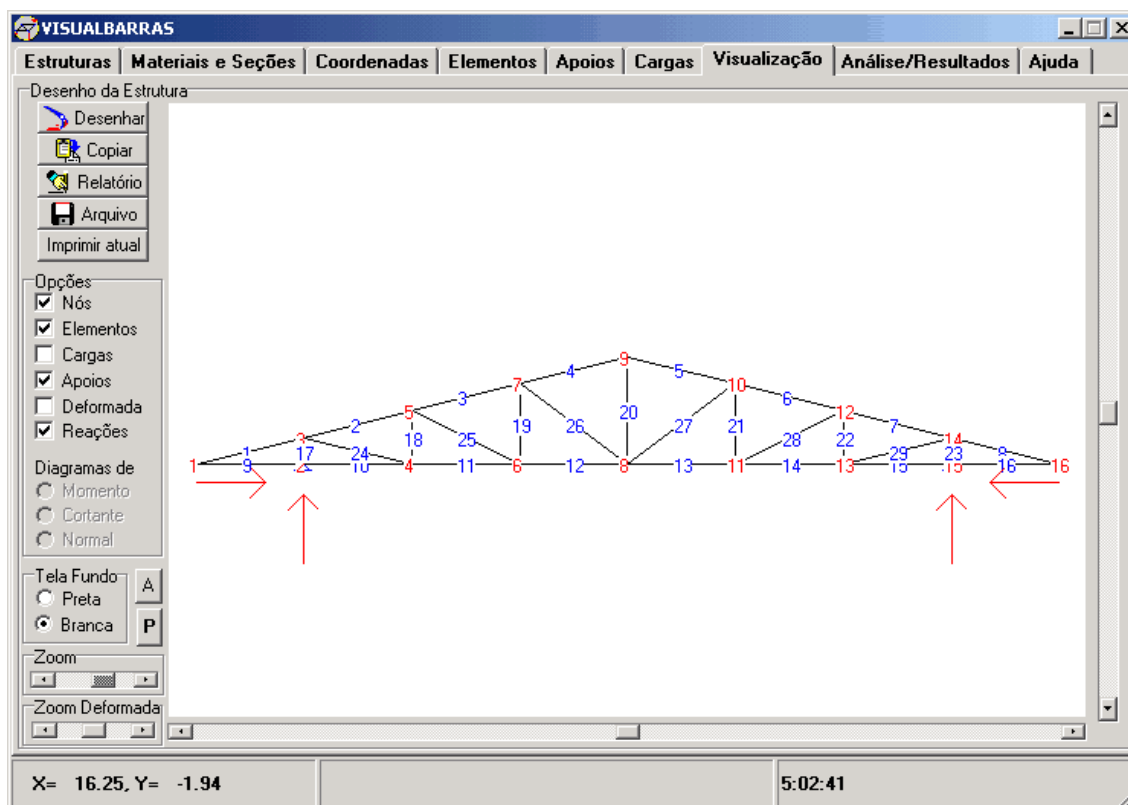 VISUALBARRAS
Estruturas Materiais e Seções Coordenadas Elementos Apoios Cargas Visualização Análise/Resultados Ajuda
Desenho da Estrutura
Desenhar
Copiar
Relatório
Arquivo
Imprimir atual
Opções
Nós
Elementos
Cargas
Apoios
Deformada
Reações
Diagramas de
Momento
Cortante
Normal
Tela Fundo
Preta
Branca
A
P
Zoom
Zoom Deformada
9
4 5
7 10
3 20 6
5 19 26 27 21 12
2 18 25 28 22 7
3 14
1 17 24 29 23 8
1 9 2 10 4 11 6 12 8 13 11 14 13 15 15 16 16
X= 16.25, Y= -1.94
5:02:41